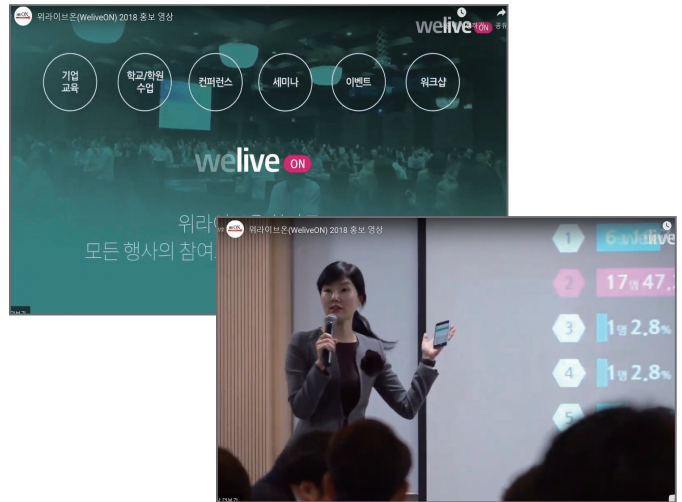 위라이브온(WeliveON) 2018 홍보 영상
공유
welive ON
기업
교육
학교/학원
수업
컨퍼런스
세미나
이벤트
워크샵
welive ON
모든 행사의 참여
위라이브온(WeliveON) 2018 홍보 영상
1
2 17명 47.
3 1명 2.8%
4 1명 2.8%
5